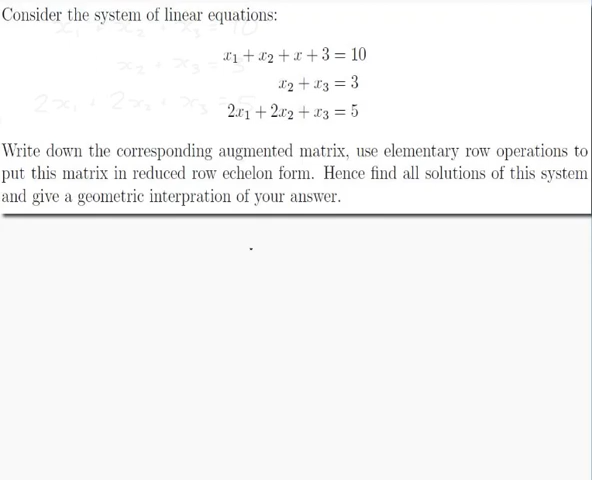 Consider the system of linear equations:
x₁ + x₂ + x + 3 = 10
x₂ + x₃ = 3
2x₁ + 2x₂ + x₃ = 5
Write down the corresponding augmented matrix, use elementary row operations to
put this matrix in reduced row echelon form. Hence find all solutions of this system
and give a geometric interpration of your answer.